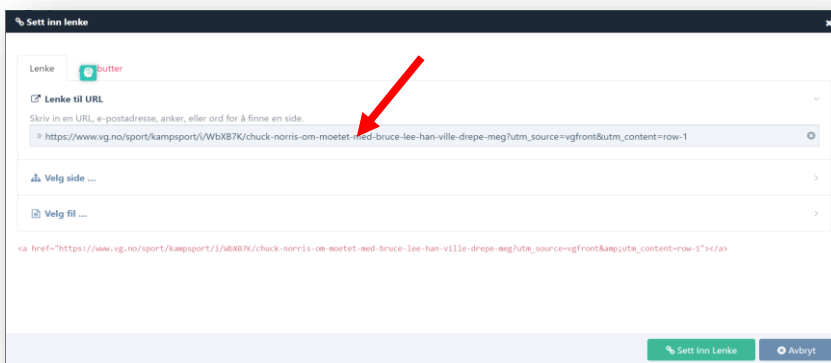 Sett inn lenke
Lenke
butter
Lenke til URL
Skriv in en URL, e-postadresse, anker, eller ord for å finne en side.
» https://www.vg.no/sport/kampsport/i/WbXB7K/chuck-norris-om-moetet-med-bruce-lee-han-ville-drepe-meg?utm_source=vgfront&utm_content=row-1
Velg side ...
Velg fil ...
<a href="https://www.vg.no/sport/kampsport/i/WbXB7K/chuck-norris-om-moetet-med-bruce-lee-han-ville-drepe-meg?utm_source=vgfront&amp;utm_content=row-1"></a>
Sett Inn Lenke
Avbryt